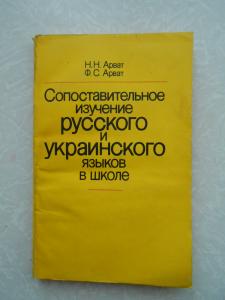 Н.Н. Арват
Ф.С. Арват
Сопоставительное
изучение
русского
и
украинского
языков
в школе